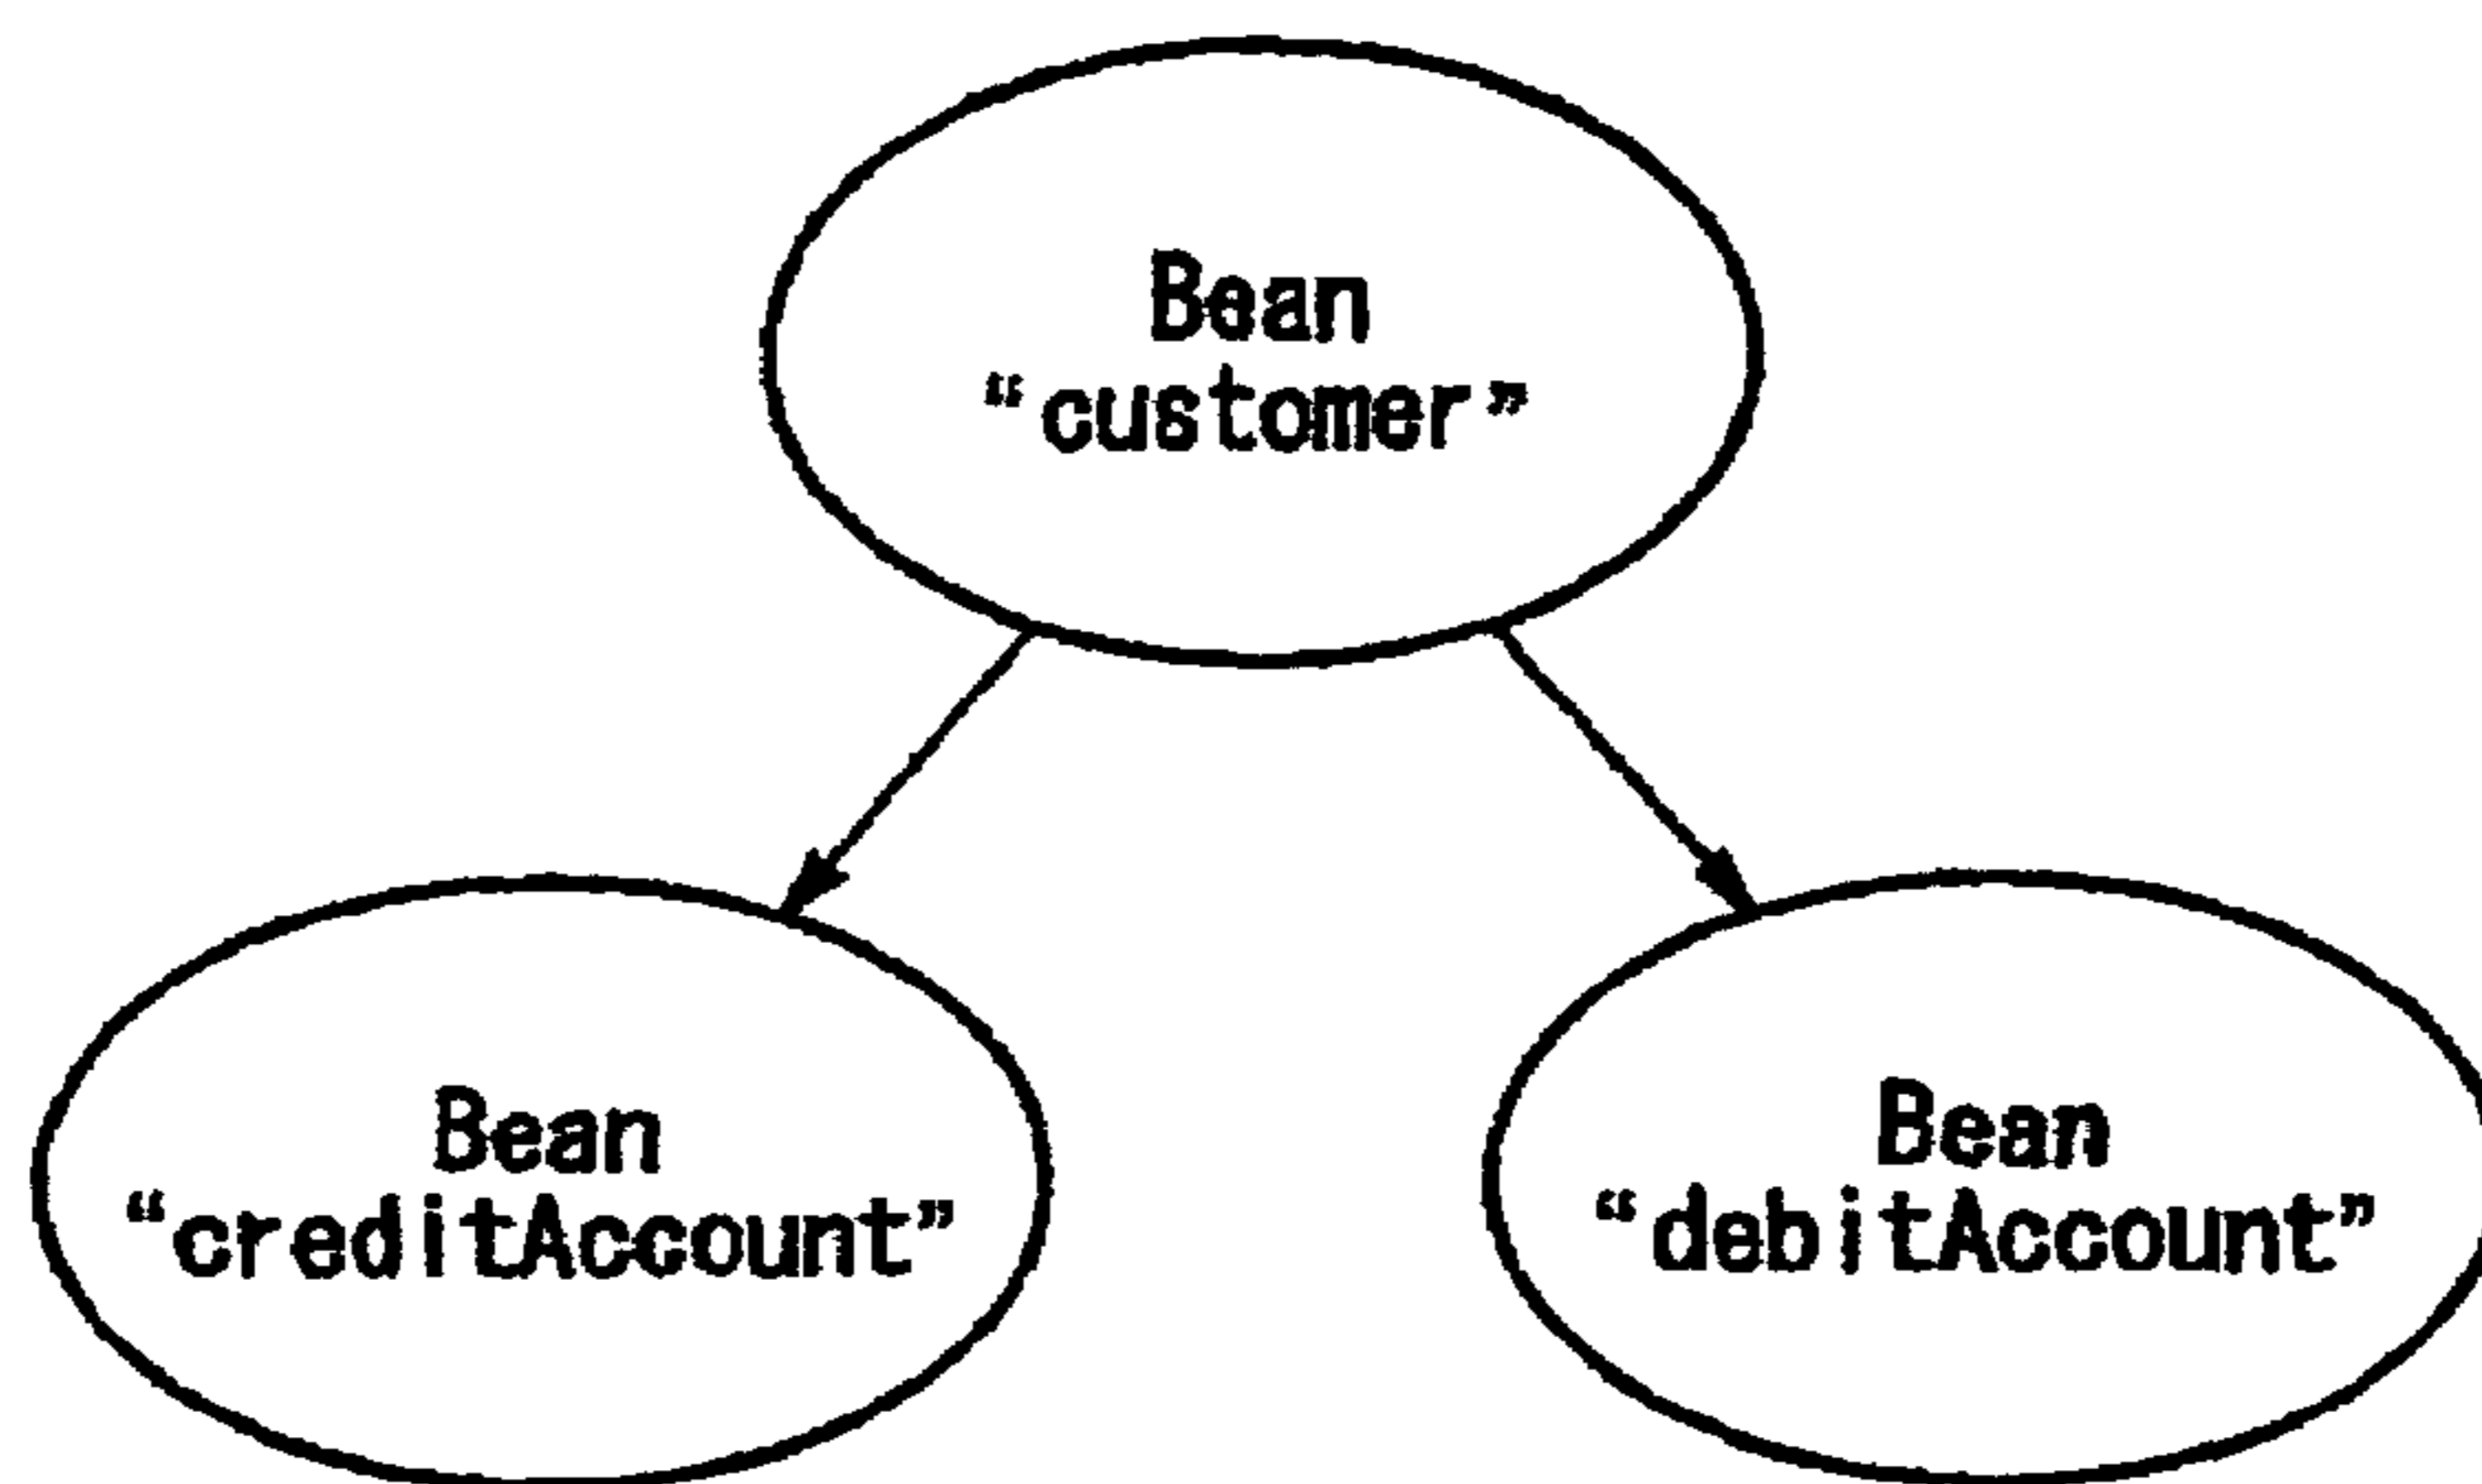 Bean
“customer”
Bean
“creditAccount”
Bean
“debitAccount”